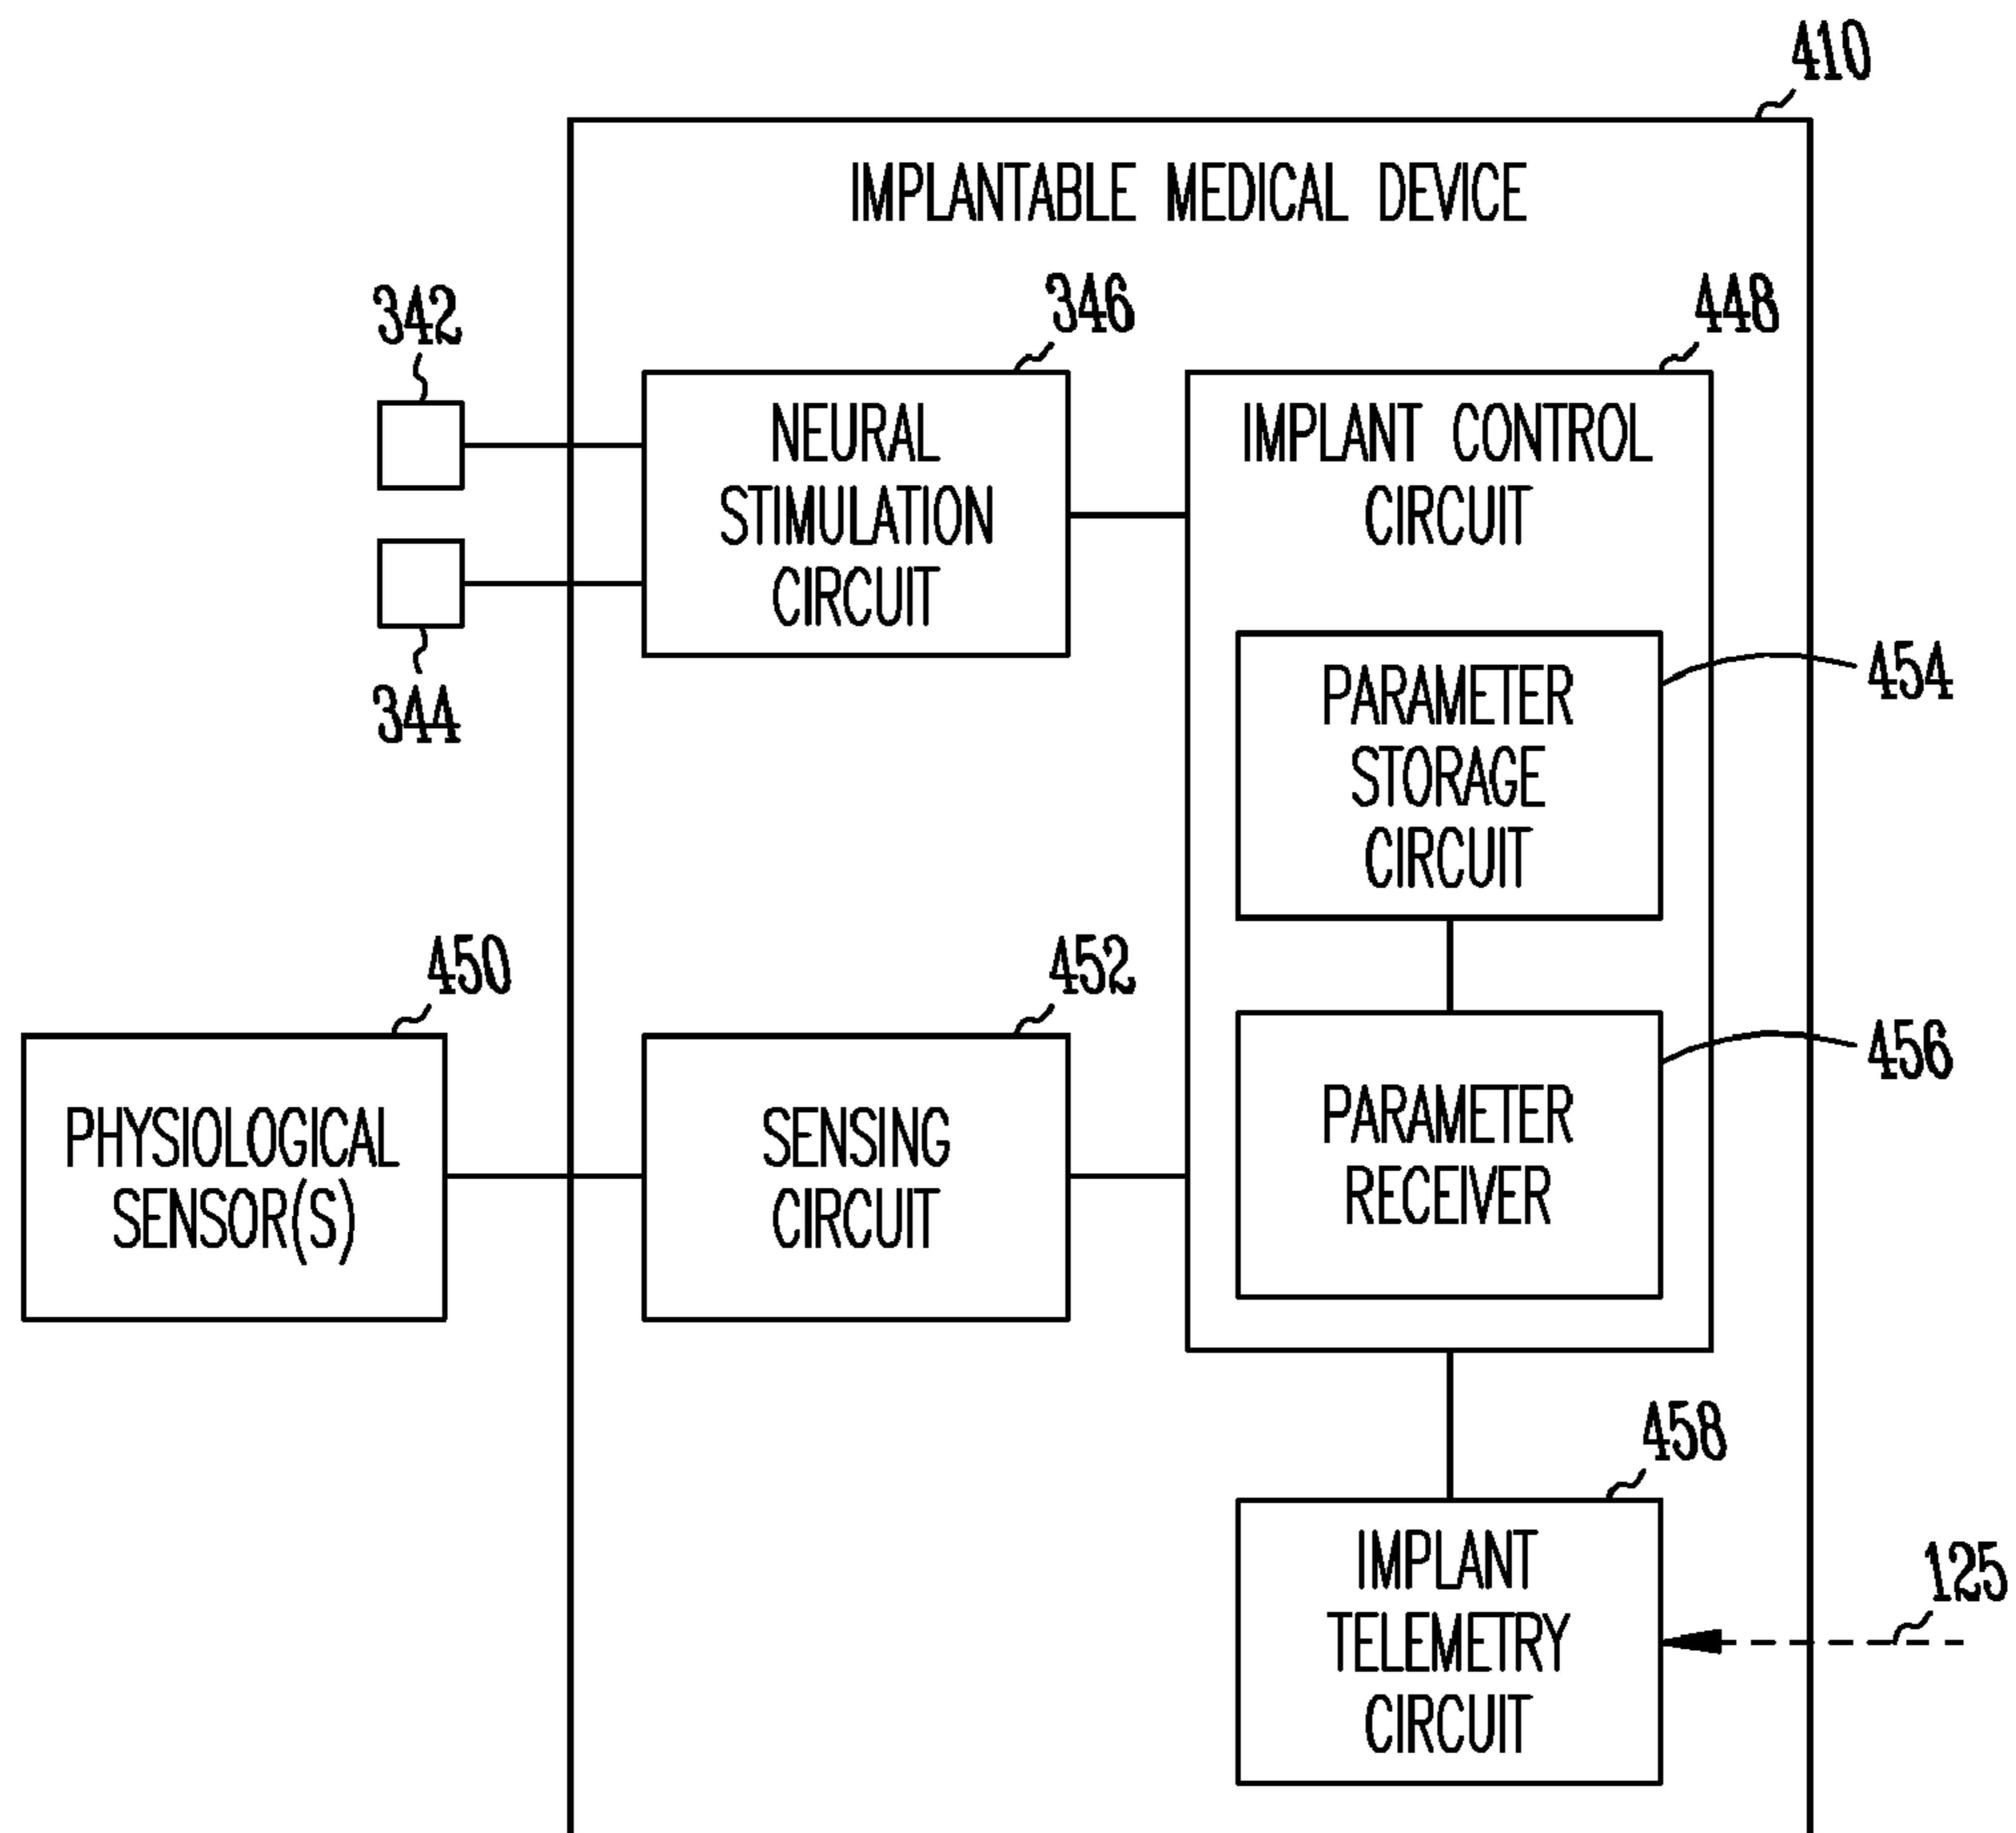 410
IMPLANTABLE MEDICAL DEVICE
342
346
448
NEURAL
STIMULATION
CIRCUIT
IMPLANT CONTROL
CIRCUIT
344
454
PARAMETER
STORAGE
CIRCUIT
450
452
456
PHYSIOLOGICAL
SENSOR(S)
SENSING
CIRCUIT
PARAMETER
RECEIVER
458
IMPLANT
TELEMETRY
CIRCUIT
125